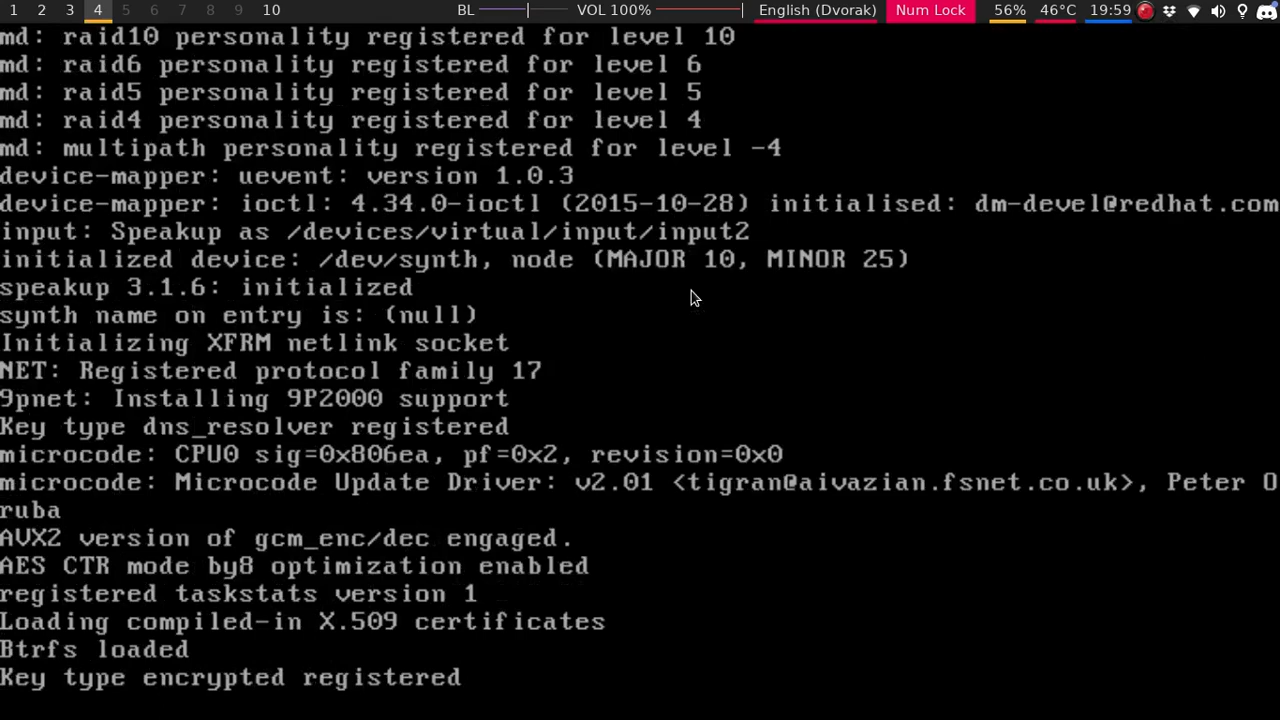 1 2 3 4 5 6 7 8 9 10 BL VOL 100% English (Dvorak) Num Lock 56% 46°C 19:59
md: raid10 personality registered for level 10
md: raid6 personality registered for level 6
md: raid5 personality registered for level 5
md: raid4 personality registered for level 4
md: multipath personality registered for level -4
device-mapper: uevent: version 1.0.3
device-mapper: ioctl: 4.34.0-ioctl (2015-10-28) initialised: dm-devel@redhat.com
input: Speakup as /devices/virtual/input/input2
initialized device: /dev/synth, node (MAJOR 10, MINOR 25)
speakup 3.1.6: initialized
synth name on entry is: (null)
Initializing XFRM netlink socket
NET: Registered protocol family 17
9pnet: Installing 9P2000 support
Key type dns_resolver registered
microcode: CPU0 sig=0x806ea, pf=0x2, revision=0x0
microcode: Microcode Update Driver: v2.01 <tigran@aivazian.fsnet.co.uk>, Peter O
ruba
AVX2 version of gcm_enc/dec engaged.
AES CTR mode by8 optimization enabled
registered taskstats version 1
Loading compiled-in X.509 certificates
Btrfs loaded
Key type encrypted registered